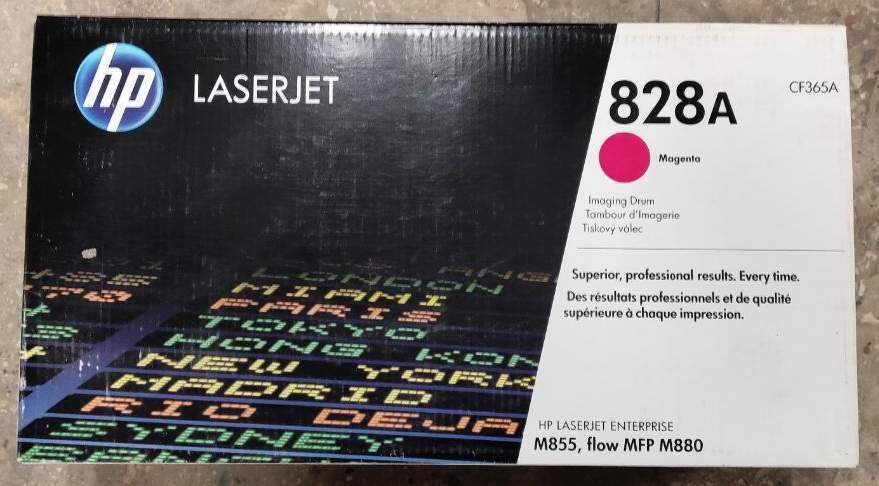 hp
LASERJET
828A
CF365A
Magenta
Imaging Drum
Tambour d'Imagerie
Tiskový válec
Superior, professional results. Every time.
Des résultats professionnels et de qualité
supérieure à chaque impression.
LONDON
MIAMI
PARIS
TOKYO
HONG KON
NEW YORK
MADRID
RIO DEJA
SYDNEY
HP LASERJET ENTERPRISE
M855, flow MFP M880